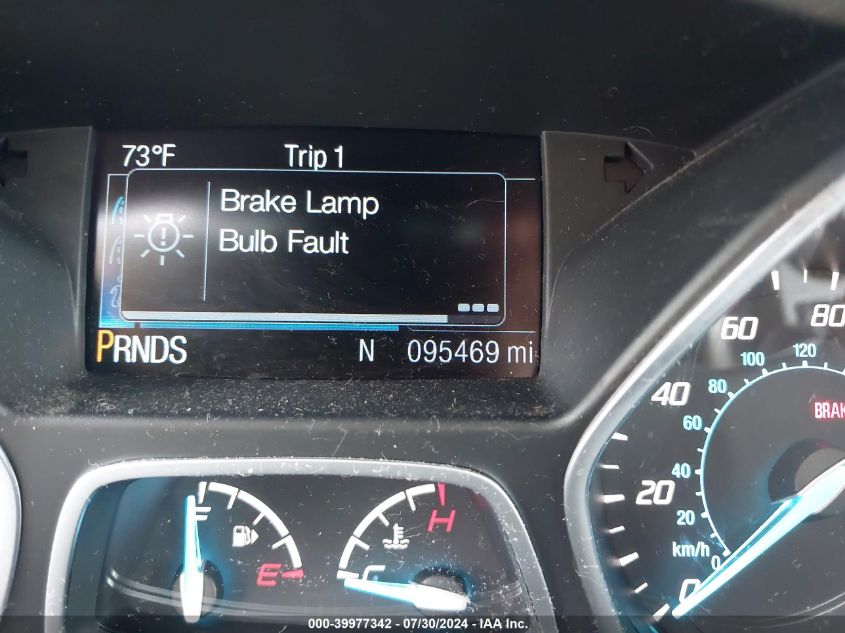 73°F Trip 1
Brake Lamp
Bulb Fault
PRNDS N 095469 mi
80
60
120
100
40
80
60
BRAK
20
40
20
km/h
0
0
F
E
H
C
000-39977342 - 07/30/2024 - IAA Inc.